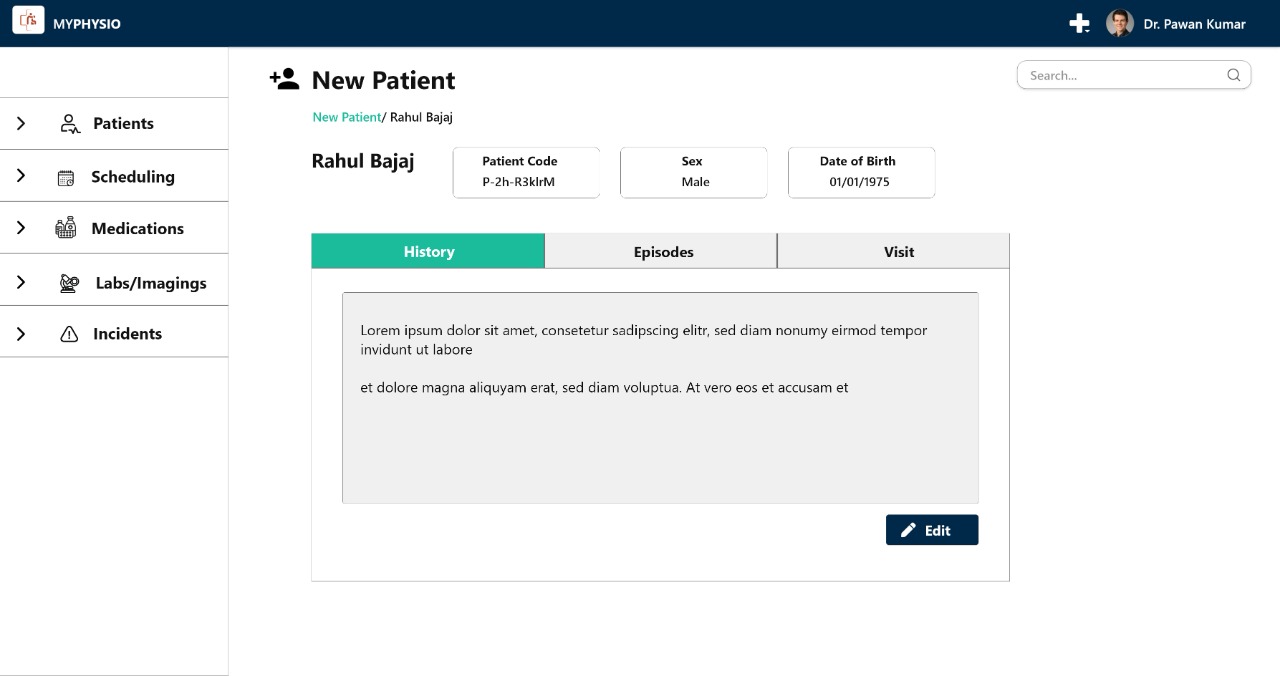 MYPHYSIO
Dr. Pawan Kumar
New Patient
Search...
New Patient/ Rahul Bajaj
Patients
Scheduling
Medications
Labs/Imagings
Incidents
Rahul Bajaj
Patient Code
P-2h-R3klrM
Sex
Male
Date of Birth
01/01/1975
History
Episodes
Visit
Lorem ipsum dolor sit amet, consetetur sadipscing elitr, sed diam nonumy eirmod tempor
invidunt ut labore
et dolore magna aliquyam erat, sed diam voluptua. At vero eos et accusam et
Edit